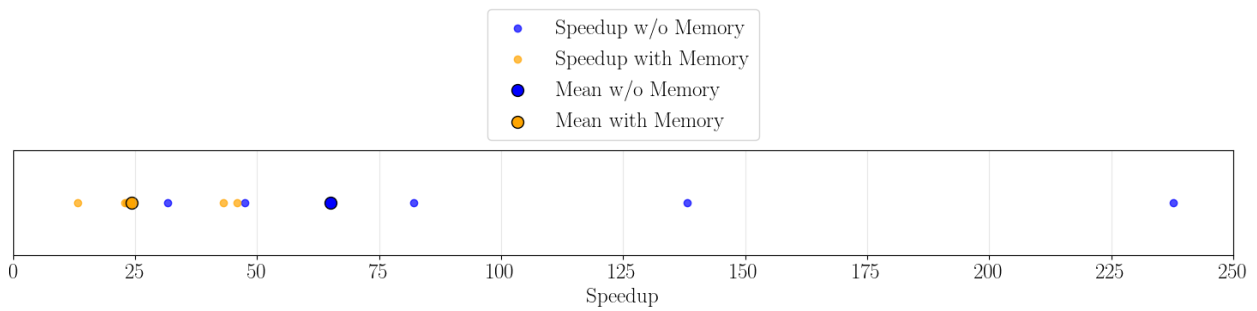 Speedup w/o Memory
Speedup with Memory
Mean w/o Memory
Mean with Memory
0 25 50 75 100 125 150 175 200 225 250
Speedup